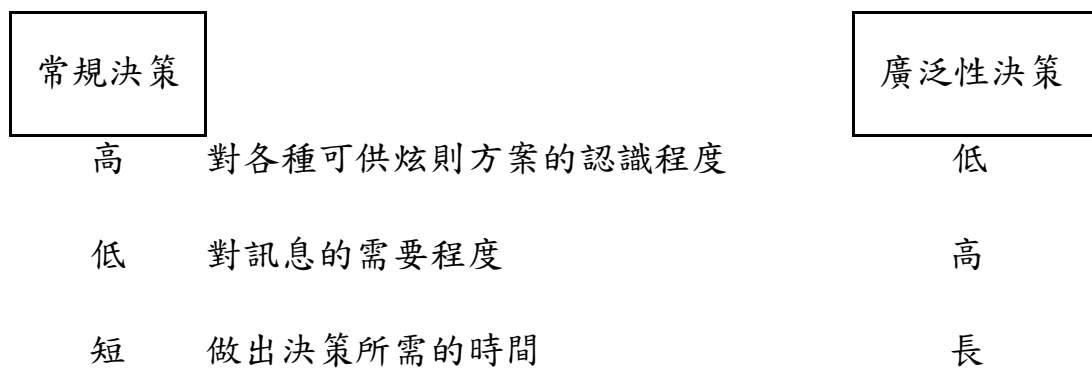 常規決策 廣泛性決策
高 對各種可供炫則方案的認識程度 低
低 對訊息的需要程度 高
短 做出決策所需的時間 長